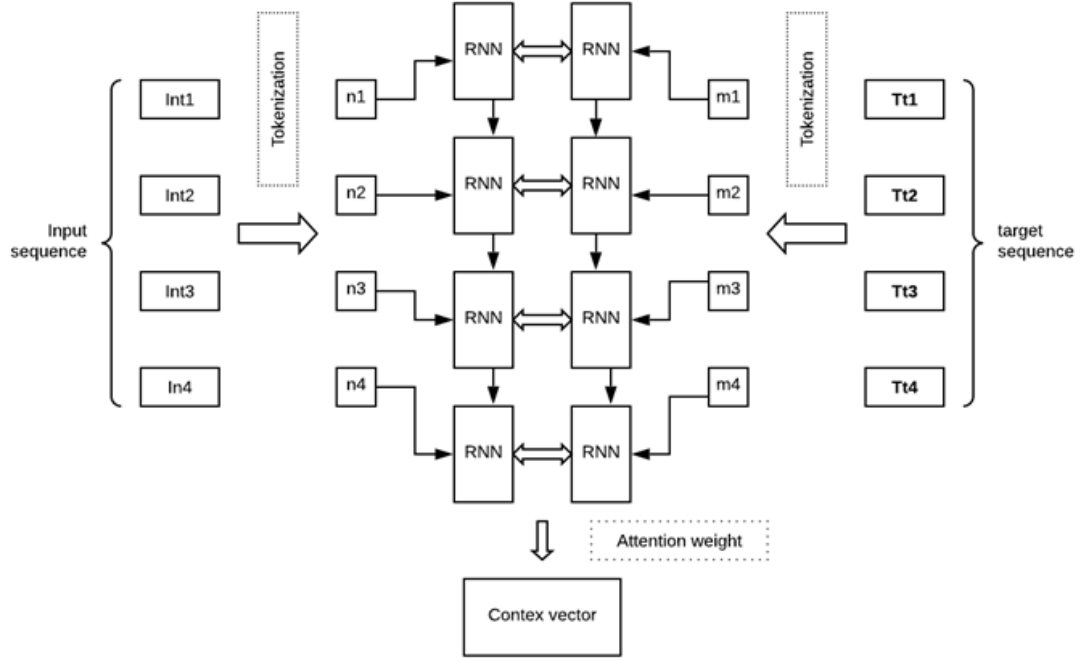 Tokenization
Tokenization
RNN
RNN
Int1
n1
m1
Tt1
RNN
RNN
Int2
n2
m2
Tt2
Input
sequence
target
sequence
Int3
n3
m3
Tt3
RNN
RNN
In4
n4
m4
Tt4
RNN
RNN
Attention weight
Contex vector